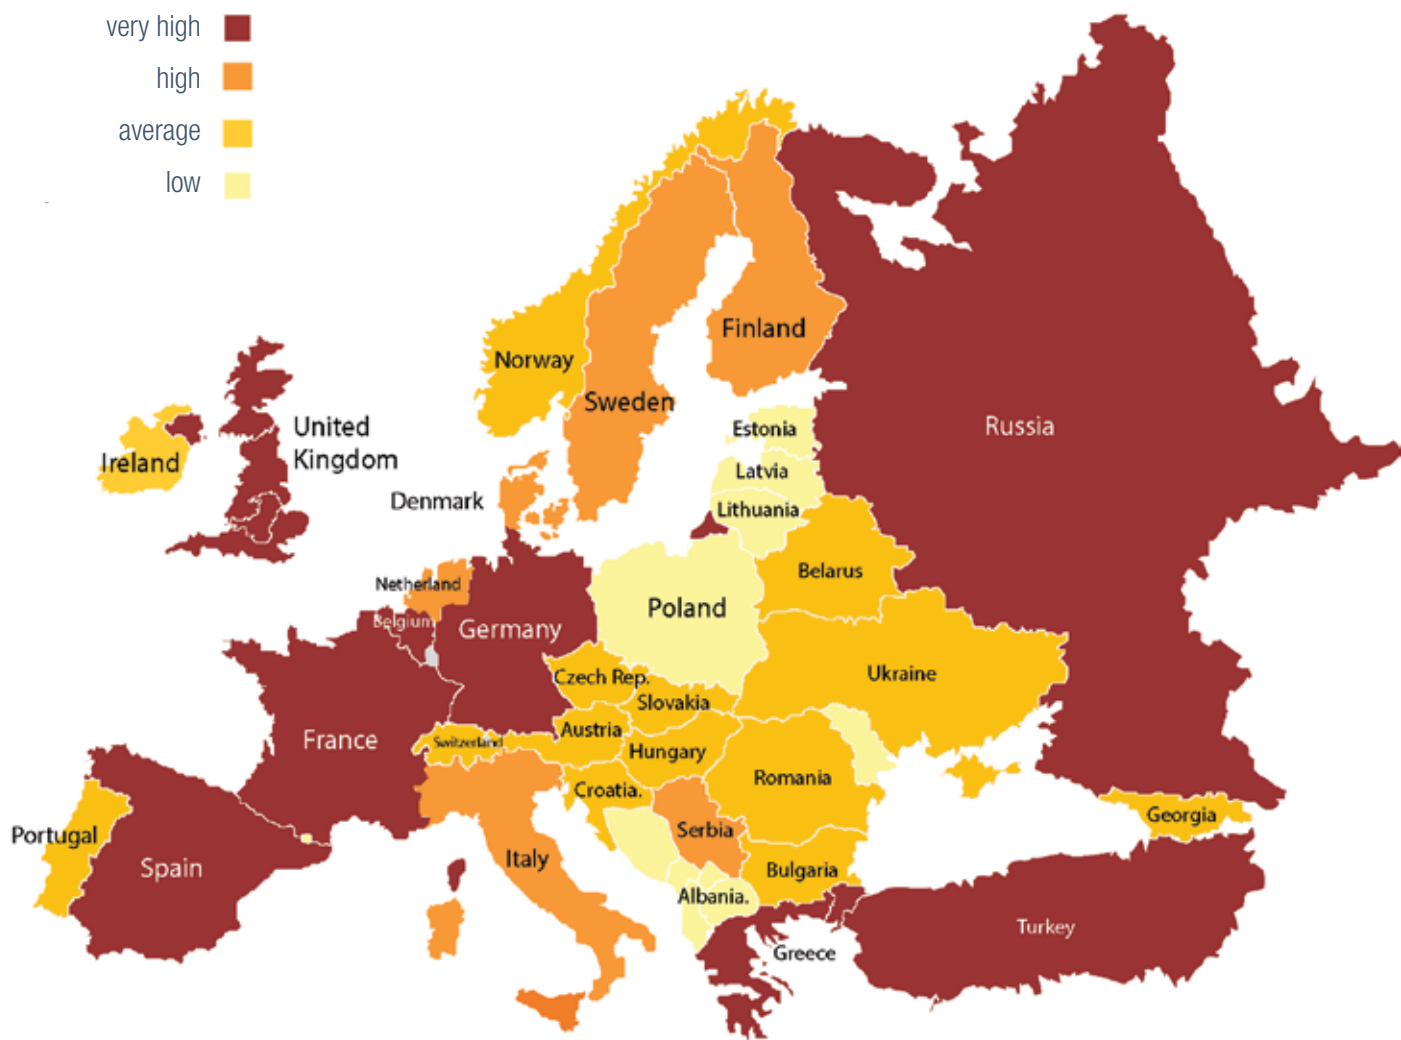 very high
high
average
low
Norway
Finland
Sweden
United
Kingdom
Ireland
Denmark
Estonia
Latvia
Lithuania
Russia
Belarus
Netherland
Belgium
Germany
Poland
Ukraine
Czech Rep.
Slovakia
Austria
Switzerland
Hungary
France
Romania
Croatia.
Georgia
Serbia
Portugal
Spain
Italy
Bulgaria
Albania.
Turkey
Greece